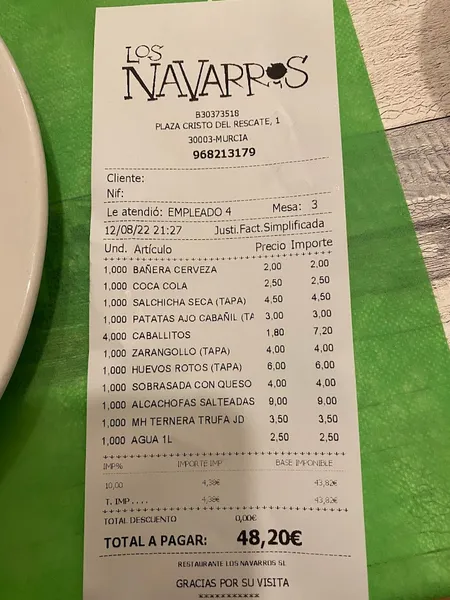 LOS
NAVARROS
B30373518
PLAZA CRISTO DEL RESCATE, 1
30003-MURCIA
968213179
Cliente:
Nif:
Le atendió: EMPLEADO 4 Mesa: 3
12/08/22 21:27 Justi.Fact.Simplificada
Und. Artículo Precio Importe
1,000 BAÑERA CERVEZA 2,00 2,00
1,000 COCA COLA 2,50 2,50
1,000 SALCHICHA SECA (TAPA) 4,50 4,50
1,000 PATATAS AJO CABAÑIL (TA 3,00 3,00
4,000 CABALLITOS 1,80 7,20
1,000 ZARANGOLLO (TAPA) 4,00 4,00
1,000 HUEVOS ROTOS (TAPA) 6,00 6,00
1,000 SOBRASADA CON QUESO 4,00 4,00
1,000 ALCACHOFAS SALTEADAS 9,00 9,00
1,000 MH TERNERA TRUFA JD 3,50 3,50
1,000 AGUA 1L 2,50 2,50
IMP% IMPORTE IMP BASE IMPONIBLE
10,00 4,38€ 43,82€
T. IMP.... 4,38€ 43,82€
TOTAL DESCUENTO 0,00€
TOTAL A PAGAR: 48,20€
RESTAURANTE LOS NAVARROS SL
GRACIAS POR SU VISITA